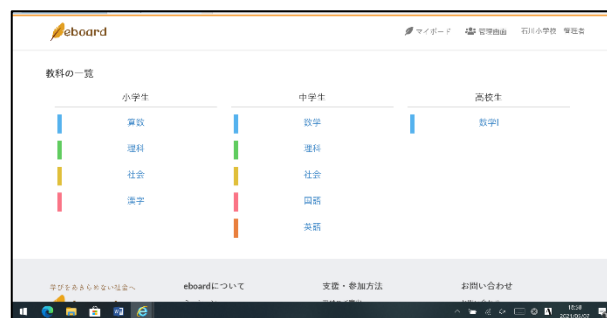 eboard
マイボード 管理画面 石川小学校 管理者
教科の一覧
小学生 中学生 高校生
算数 数学 数学I
理科 理科
社会 社会
漢字 国語
英語
学びをあきらめない社会へ eboardについて 支援・参加方法 お問い合わせ